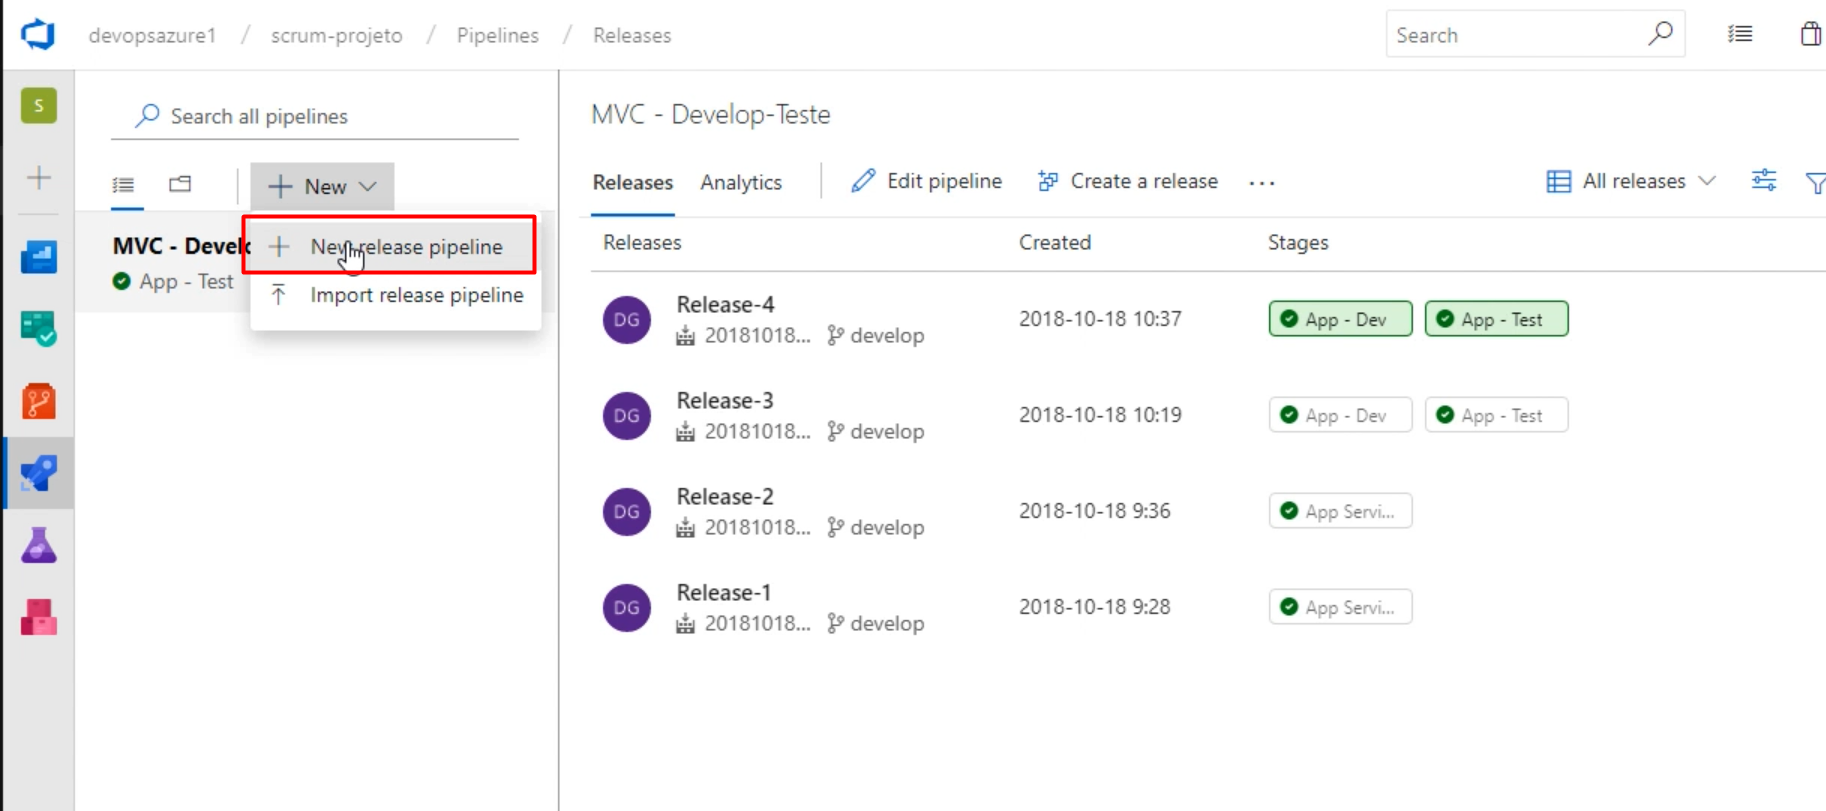 devopsazure1 / scrum-projeto / Pipelines / Releases
Search
S
Search all pipelines
New
New release pipeline
Import release pipeline
MVC - Develo
App - Test
MVC - Develop-Teste
Releases Analytics Edit pipeline Create a release ... All releases
Releases Created Stages
DG Release-4 2018-10-18 10:37 App - Dev App - Test
20181018... develop
DG Release-3 2018-10-18 10:19 App - Dev App - Test
20181018... develop
DG Release-2 2018-10-18 9:36 App Servi...
20181018... develop
DG Release-1 2018-10-18 9:28 App Servi...
20181018... develop